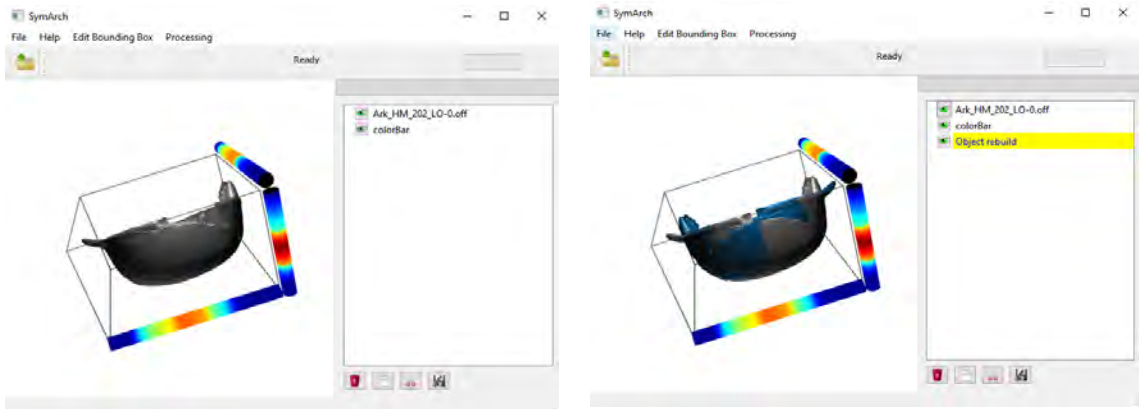 SymArch
File Help Edit Bounding Box Processing
Ready
Ark_HM_202_LO-0.off
colorBar
SymArch
File Help Edit Bounding Box Processing
Ready
Ark_HM_202_LO-0.off
colorBar
Object rebuild